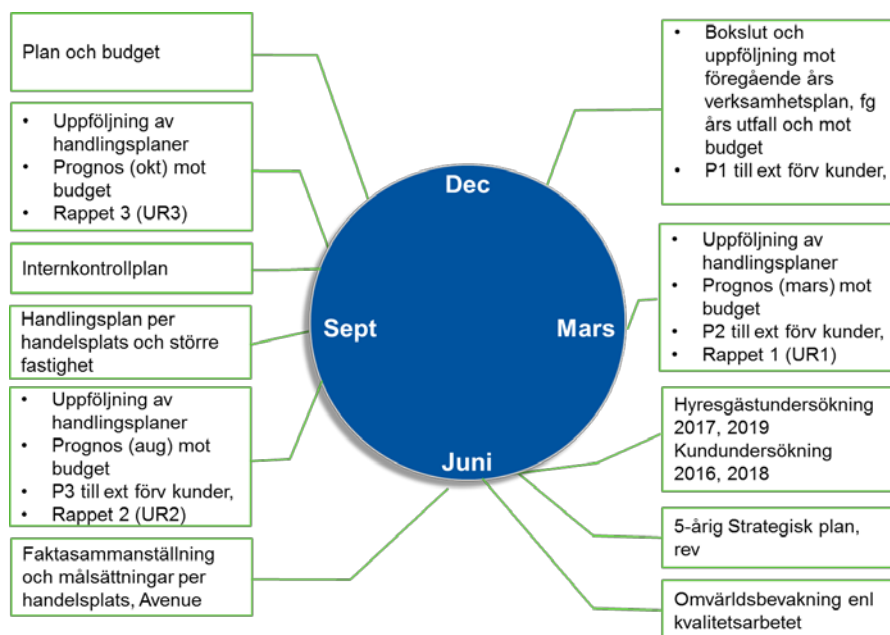 Plan och budget
• Uppföljning av
handlingsplaner
• Prognos (okt) mot
budget
• Rappet 3 (UR3)
Internkontrollplan
Handlingsplan per
handelsplats och större
fastighet
• Uppföljning av
handlingsplaner
• Prognos (aug) mot
budget
• P3 till ext förv kunder,
• Rappet 2 (UR2)
Faktasammanställning
och målsättningar per
handelsplats, Avenue
Dec
Sept
Mars
Juni
• Bokslut och
uppföljning mot
föregående års
verksamhetsplan, fg
års utfall och mot
budget
• P1 till ext förv kunder,
• Uppföljning av
handlingsplaner
• Prognos (mars) mot
budget
• P2 till ext förv kunder,
• Rappet 1 (UR1)
Hyresgästundersökning
2017, 2019
Kundundersökning
2016, 2018
5-årig Strategisk plan,
rev
Omvärldsbevakning enl
kvalitetsarbetet